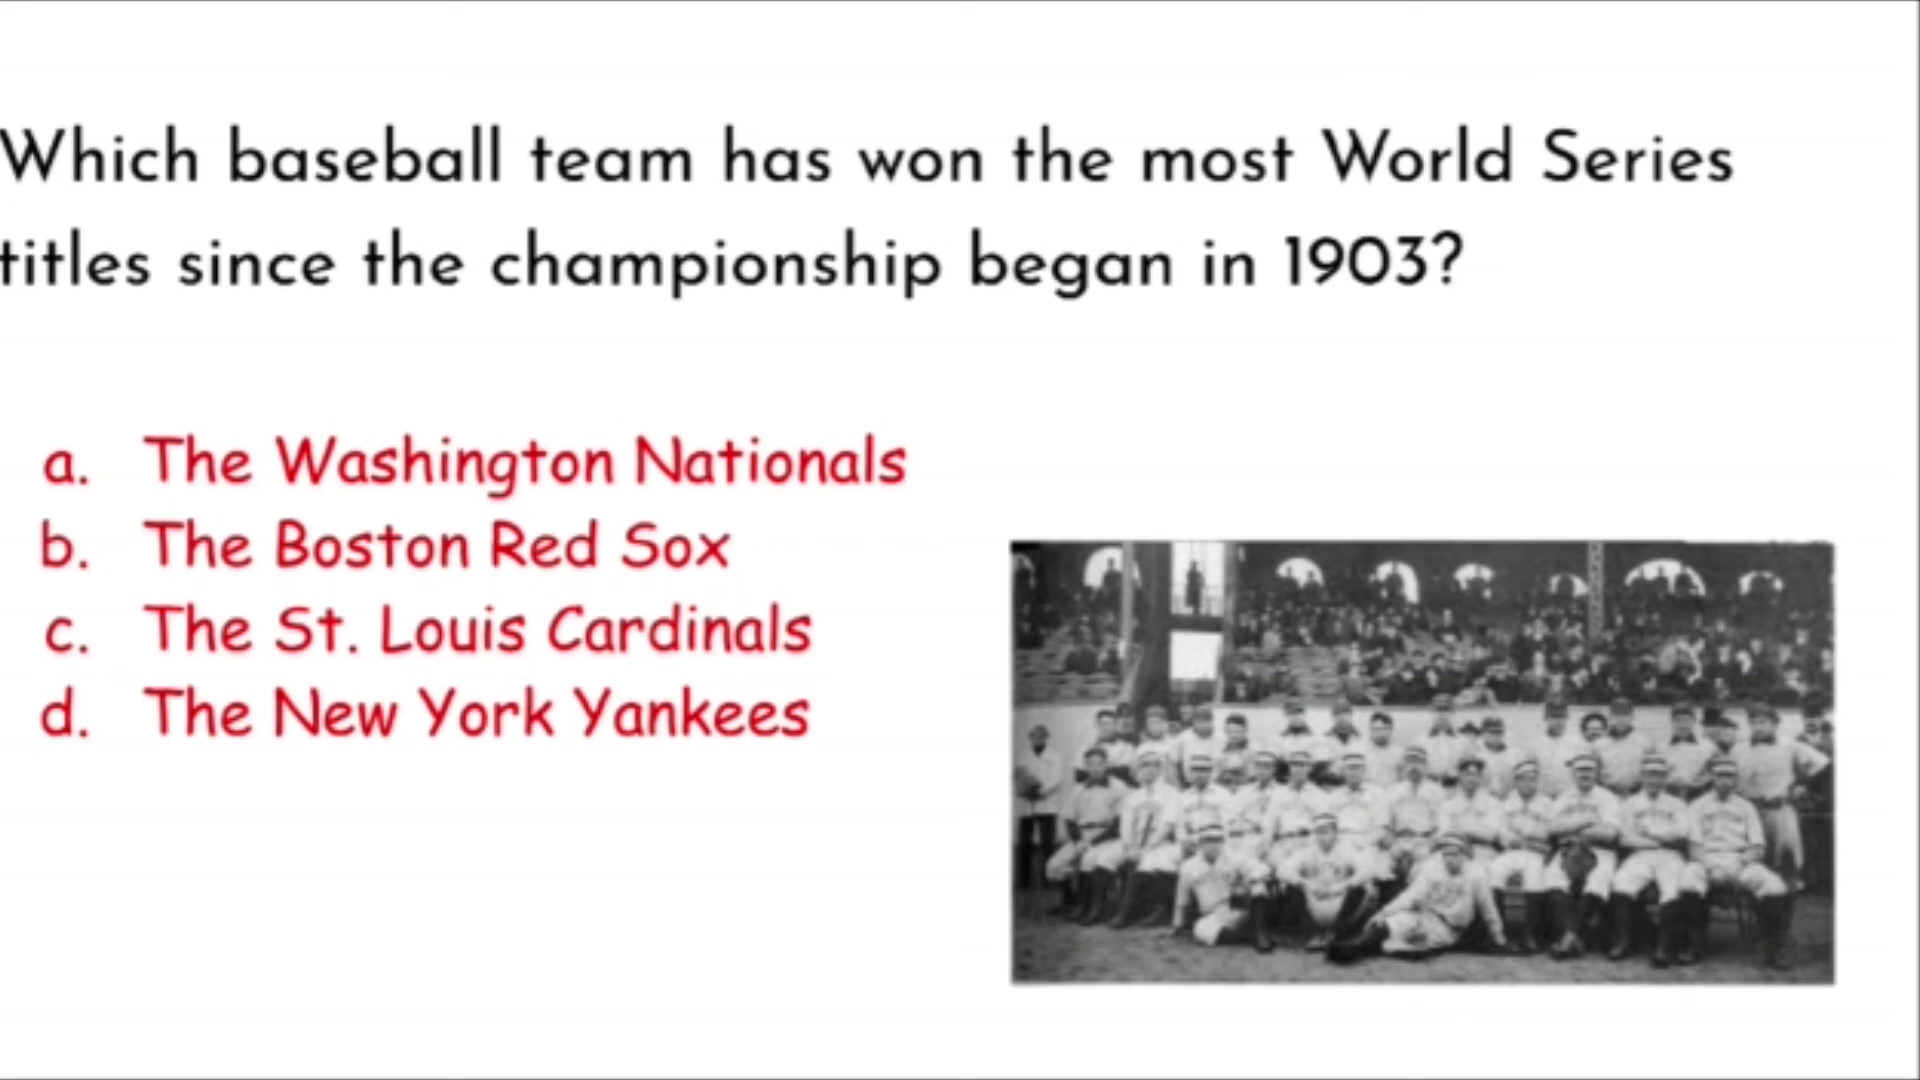 Which baseball team has won the most World Series
titles since the championship began in 1903?
a. The Washington Nationals
b. The Boston Red Sox
c. The St. Louis Cardinals
d. The New York Yankees